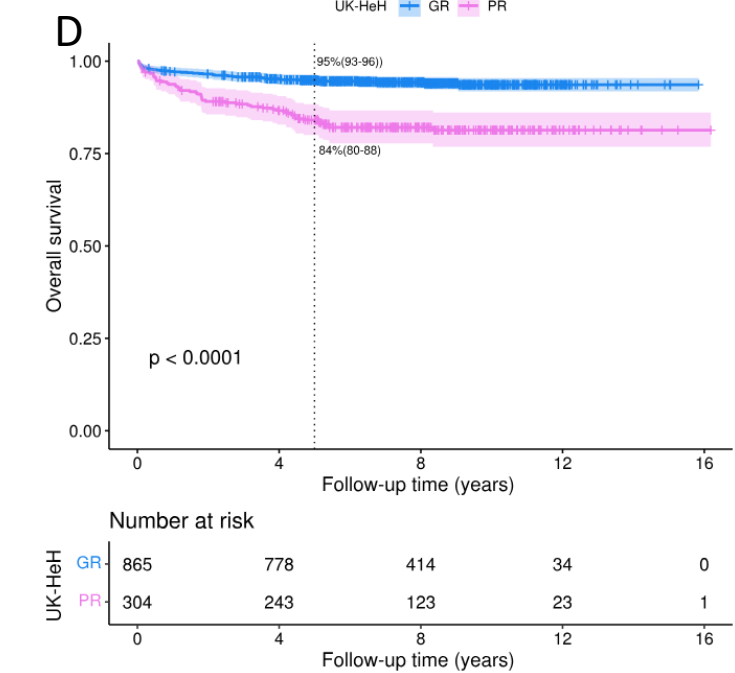 UK-HeH GR PR
D
1.00
0.75
0.50
0.25
0.00
Overall survival
95%(93-96))
84%(80-88)
p < 0.0001
0 4 8 12 16
Follow-up time (years)
Number at risk
UK-HeH
GR 865 778 414 34 0
PR 304 243 123 23 1
0 4 8 12 16
Follow-up time (years)